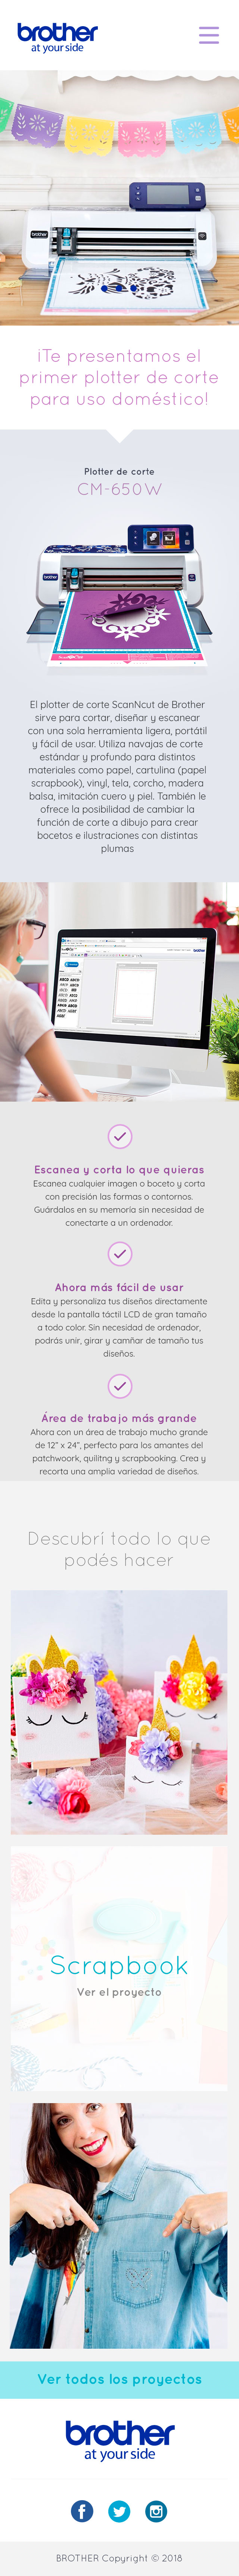 brother
at your side
brother
¡Te presentamos el
primer plotter de corte
para uso doméstico!
Plotter de corte
CM-650W
brother
El plotter de corte ScanNcut de Brother
sirve para cortar, diseñar y escanear
con una sola herramienta ligera, portátil
y fácil de usar. Utiliza navajas de corte
estándar y profundo para distintos
materiales como papel, cartulina (papel
scrapbook), vinyl, tela, corcho, madera
balsa, imitación cuero y piel. También le
ofrece la posibilidad de cambiar la
función de corte a dibujo para crear
bocetos e ilustraciones con distintas
plumas
Escanea y corta lo que quieras
Escanea cualquier imagen o boceto y corta
con precisión las formas o contornos.
Guárdalos en su memoria sin necesidad de
conectarte a un ordenador.
Ahora más fácil de usar
Edita y personaliza tus diseños directamente
desde la pantalla táctil LCD de gran tamaño
a todo color. Sin necesidad de ordenador,
podrás unir, girar y camñar de tamaño tus
diseños.
Área de trabajo más grande
Ahora con un área de trabajo mucho grande
de 12" x 24", perfecto para los amantes del
patchwoork, quilitng y scrapbooking. Crea y
recorta una amplia variedad de diseños.
Descubrí todo lo que
podés hacer
Scrapbook
Ver el proyecto
Ver todos los proyectos
brother
at your side
BROTHER Copyright © 2018